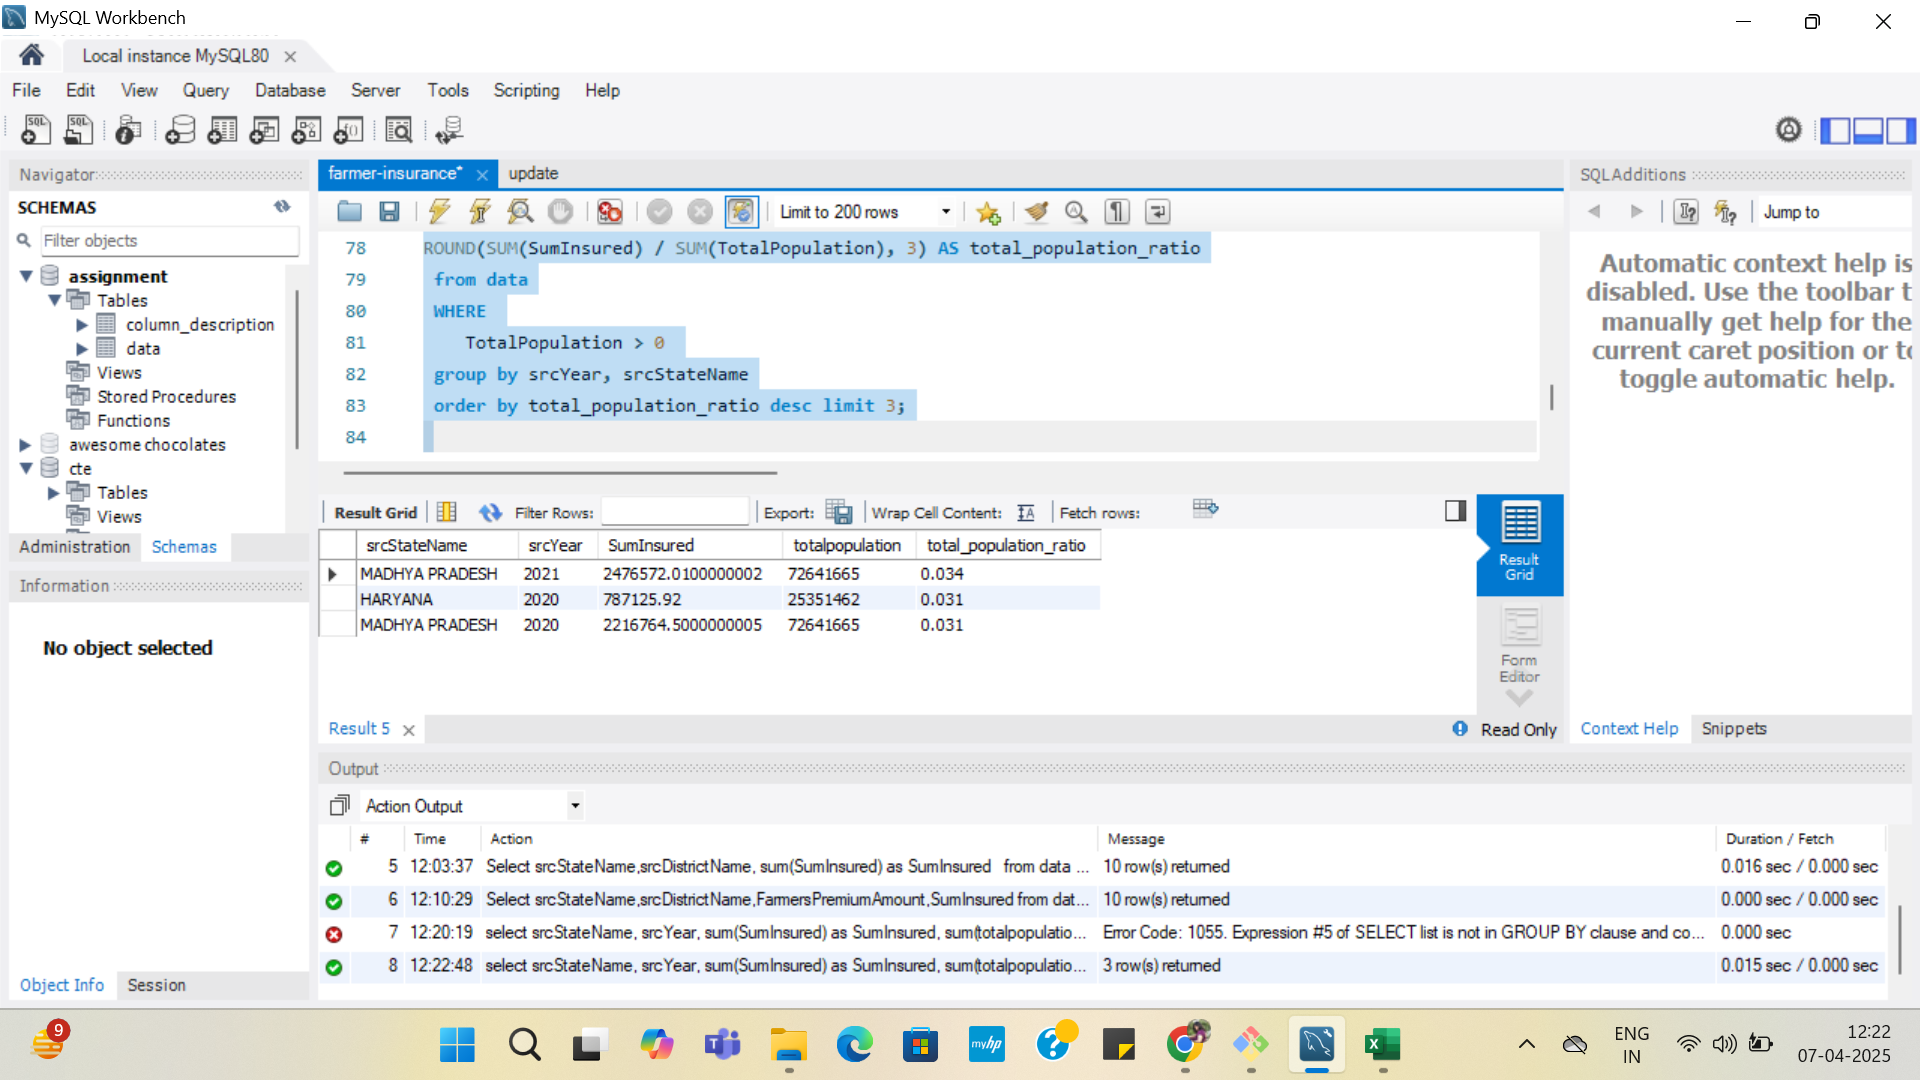 MySQL Workbench
Local instance MySQL80
File Edit View Query Database Server Tools Scripting Help
Navigator
SCHEMAS
Filter objects
assignment
Tables
column_description
data
Views
Stored Procedures
Functions
awesome chocolates
cte
Tables
Views
Administration Schemas
Information
No object selected
Object Info Session
farmer-insurance* update
Limit to 200 rows
78 ROUND(SUM(SumInsured) / SUM(TotalPopulation), 3) AS total_population_ratio
79 from data
80 WHERE
81 TotalPopulation > 0
82 group by srcYear, srcStateName
83 order by total_population_ratio desc limit 3;
84
Result Grid Filter Rows: Export: Wrap Cell Content: Fetch rows:
srcStateName srcYear SumInsured totalpopulation total_population_ratio
MADHYA PRADESH 2021 2476572.0100000002 72641665 0.034
HARYANA 2020 787125.92 25351462 0.031
MADHYA PRADESH 2020 2216764.5000000005 72641665 0.031
Result
Grid
Form
Editor
Result 5
Read Only
SQLAdditions
Jump to
Automatic context help is
disabled. Use the toolbar t
manually get help for the
current caret position or to
toggle automatic help.
Context Help Snippets
Output
Action Output
# Time Action Message Duration / Fetch
5 12:03:37 Select srcStateName,srcDistrictName, sum(SumInsured) as SumInsured from data ... 10 row(s) returned 0.016 sec / 0.000 sec
6 12:10:29 Select srcStateName,srcDistrictName,FarmersPremiumAmount,SumInsured from dat... 10 row(s) returned 0.000 sec / 0.000 sec
7 12:20:19 select srcStateName, srcYear, sum(SumInsured) as SumInsured, sum(totalpopulatio... Error Code: 1055. Expression #5 of SELECT list is not in GROUP BY clause and co... 0.000 sec
8 12:22:48 select srcStateName, srcYear, sum(SumInsured) as SumInsured, sum(totalpopulatio... 3 row(s) returned 0.015 sec / 0.000 sec
9
myhp
ENG
IN
12:22
07-04-2025